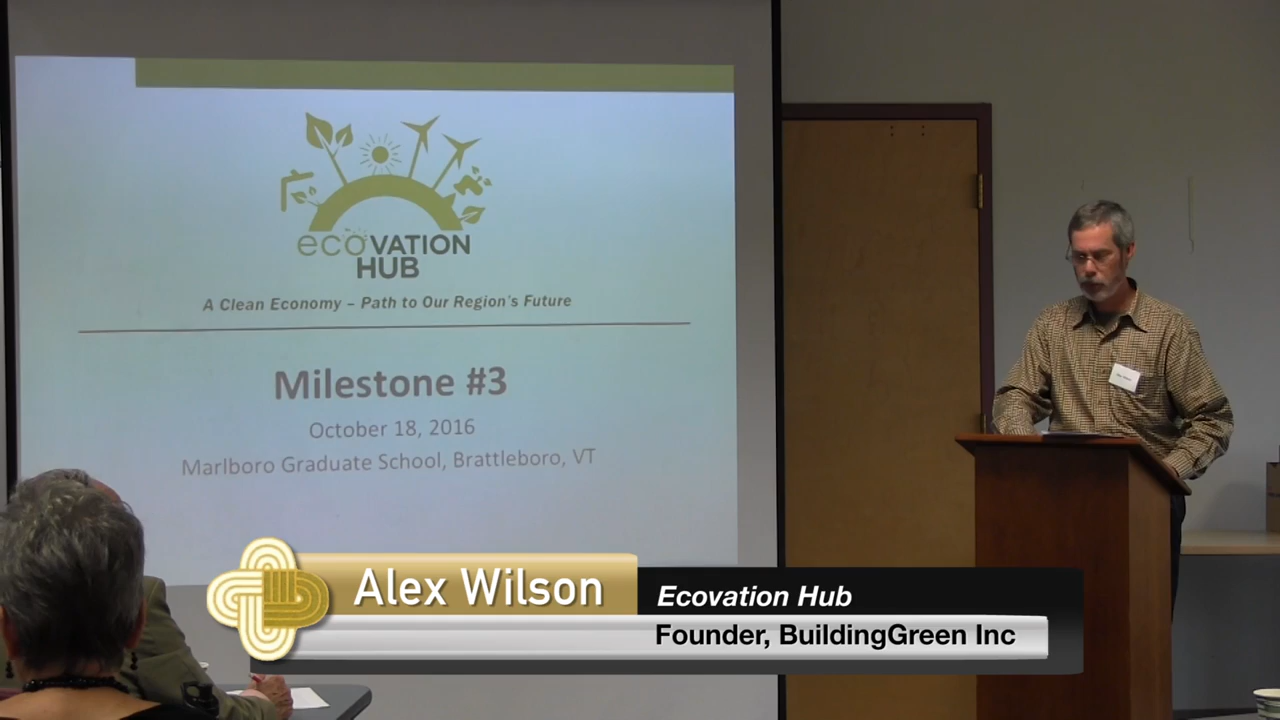 ecoVATION
HUB
A Clean Economy – Path to Our Region's Future
Milestone #3
October 18, 2016
Marlboro Graduate School, Brattleboro, VT
Alex Wilson
Ecovation Hub
Founder, BuildingGreen Inc